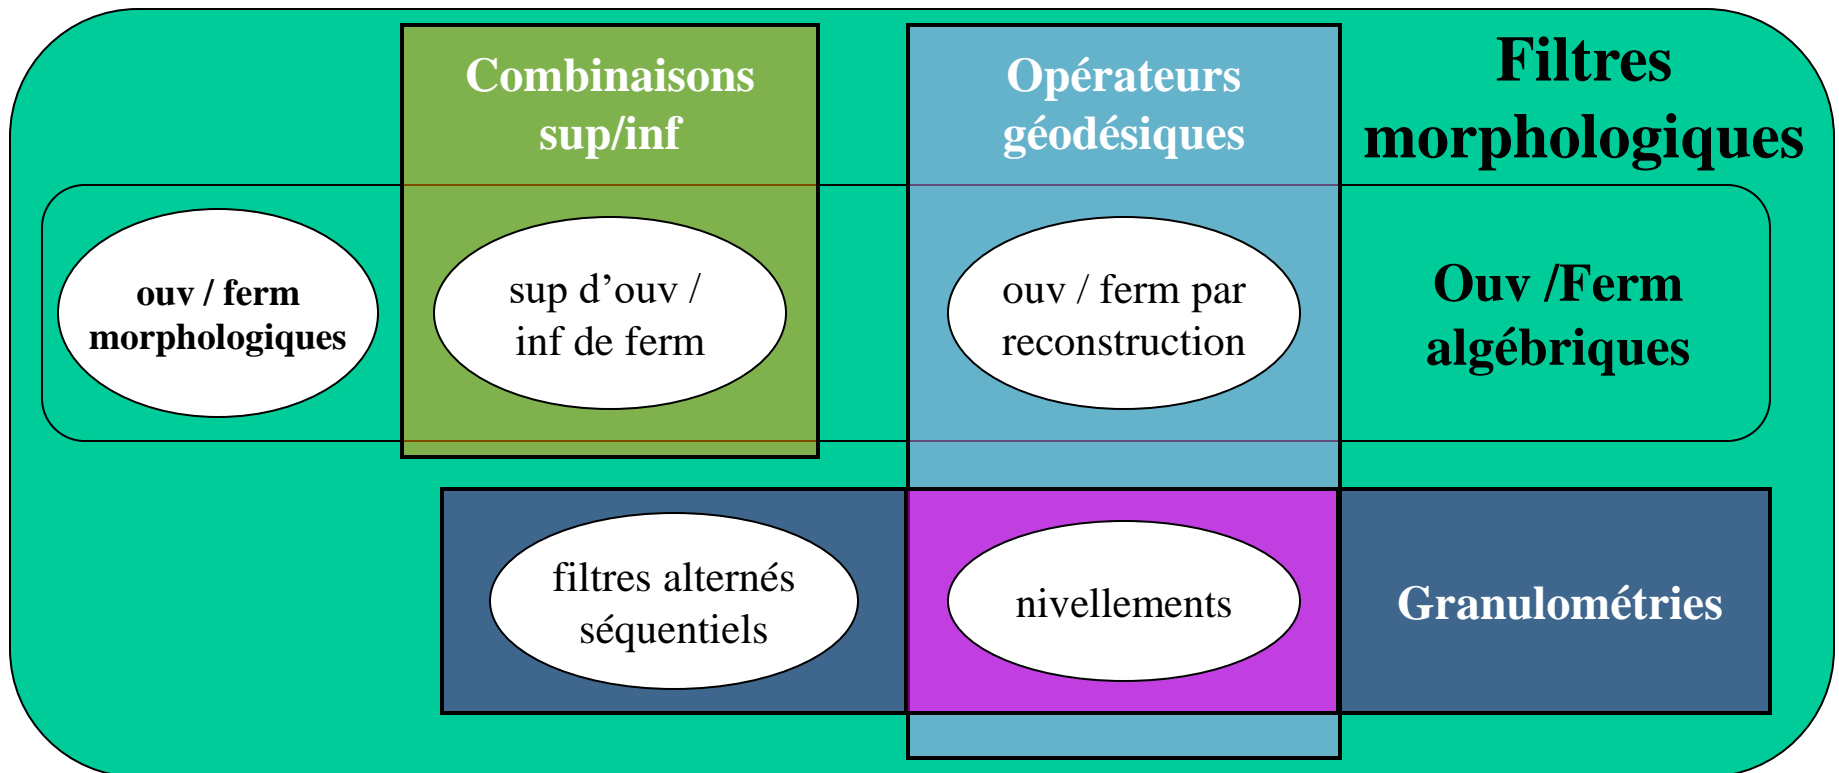 Combinaisons
sup/inf
Opérateurs
géodésiques
Filtres
morphologiques
ouv / ferm
morphologiques
sup d’ouv /
inf de ferm
ouv / ferm par
reconstruction
Ouv /Ferm
algébriques
filtres alternés
séquentiels
nivellements
Granulométries